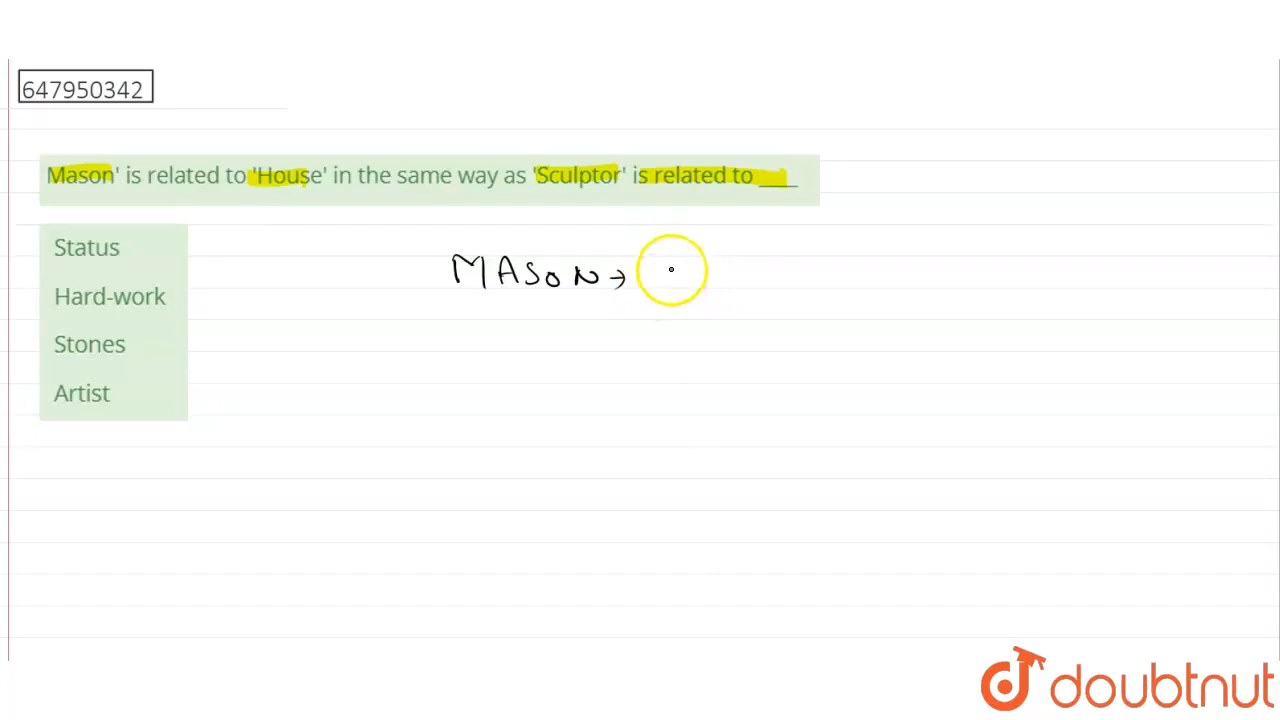 647950342
Mason' is related to 'House' in the same way as 'Sculptor' is related to ____
Status
Hard-work
Stones
Artist
MASON →
doubtnut